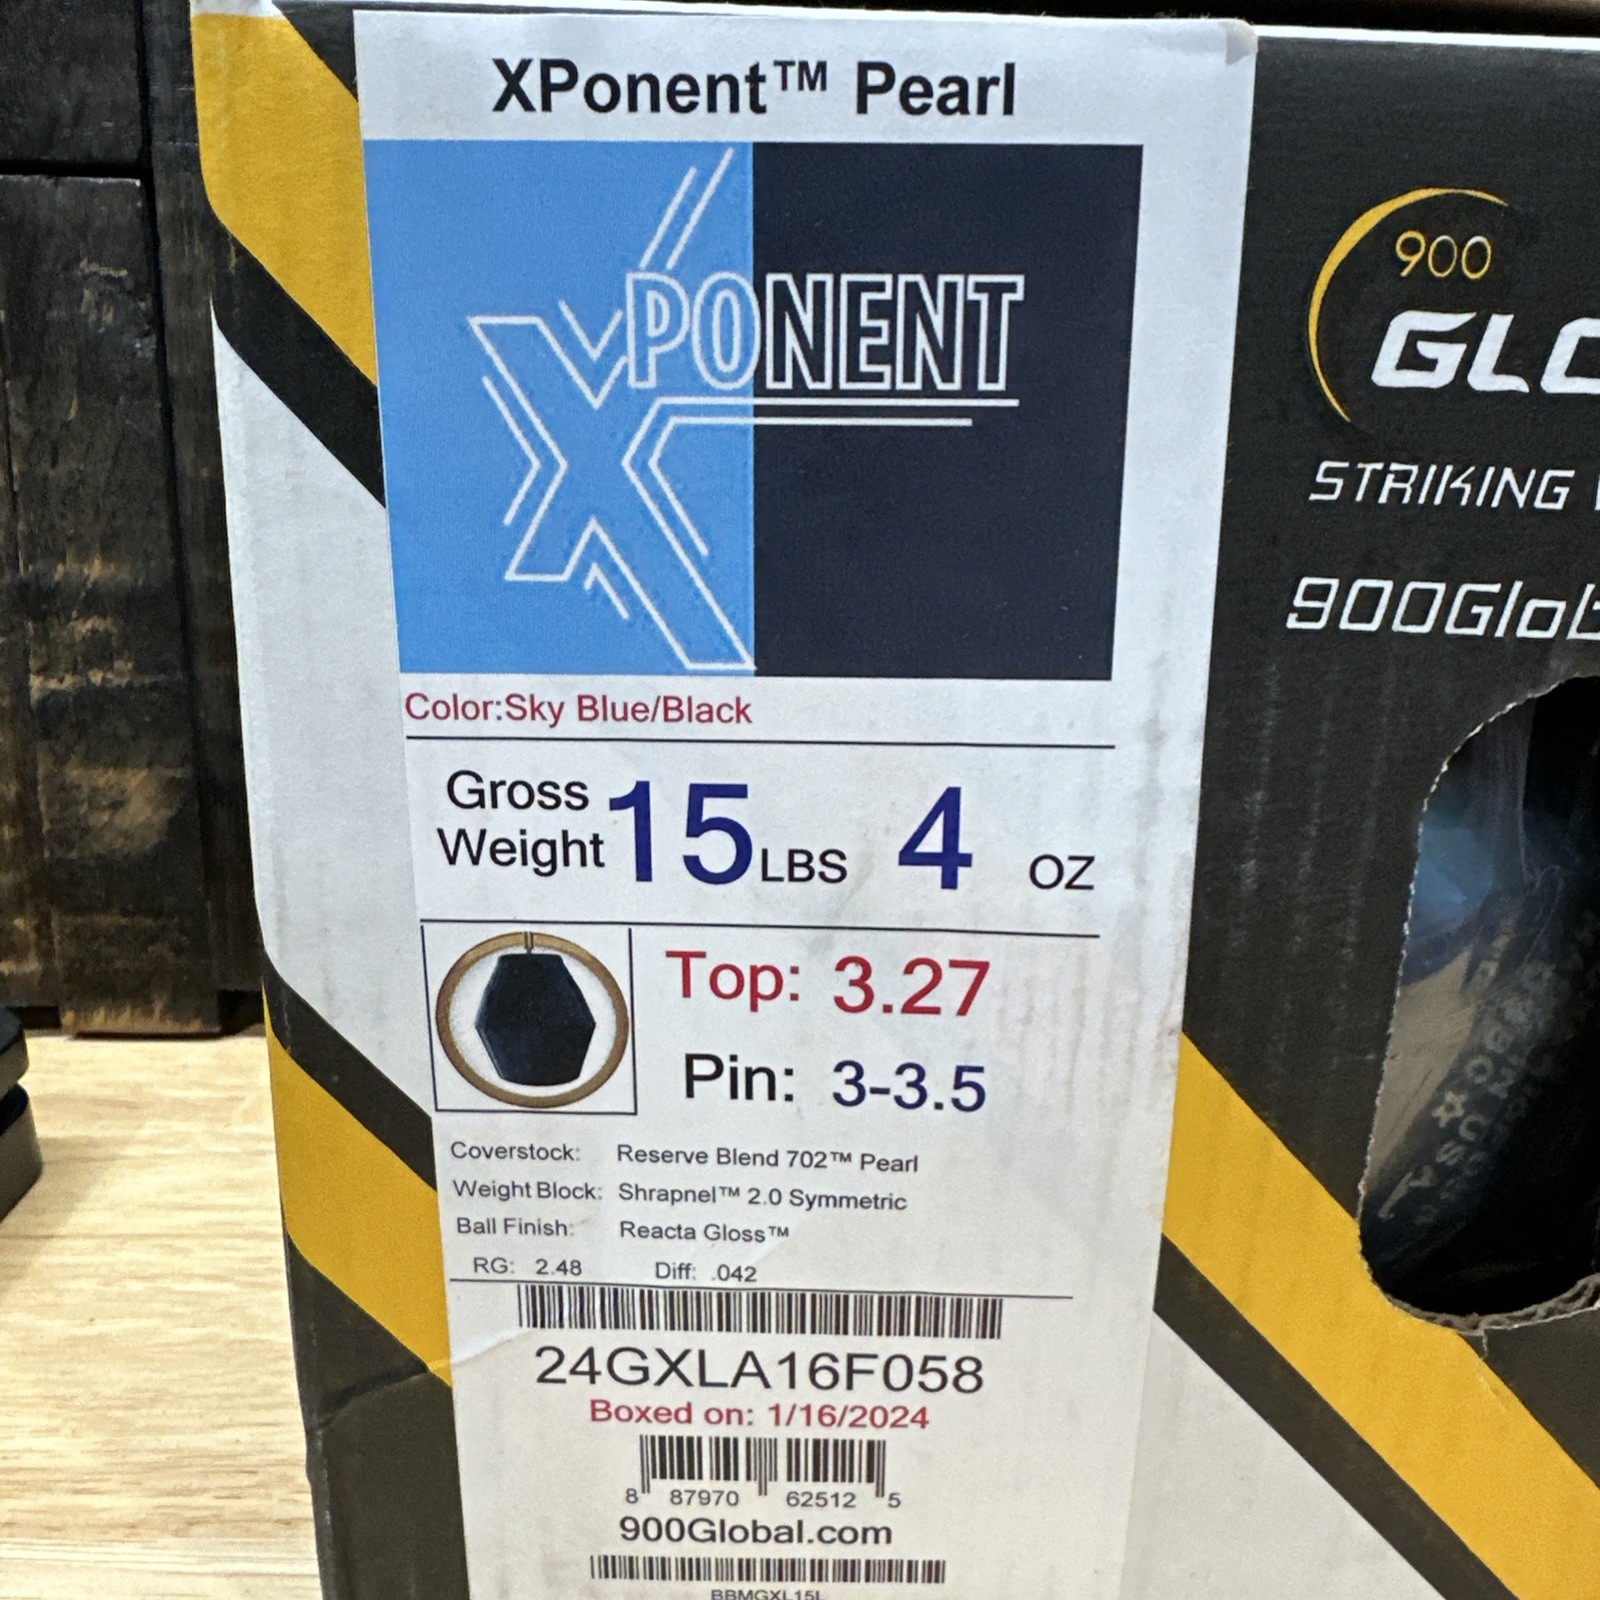 XPonent™ Pearl
XPONENT
Color:Sky Blue/Black
Gross
Weight
15 LBS 4 OZ
Top: 3.27
Pin: 3-3.5
Coverstock: Reserve Blend 702™ Pearl
Weight Block: Shrapnel™ 2.0 Symmetric
Ball Finish: Reacta Gloss™
RG: 2.48 Diff: .042
24GXLA16F058
Boxed on: 1/16/2024
8 87970 62512 5
900Global.com
BBMGXL15L
900
GLO
STRIKING
900Glob